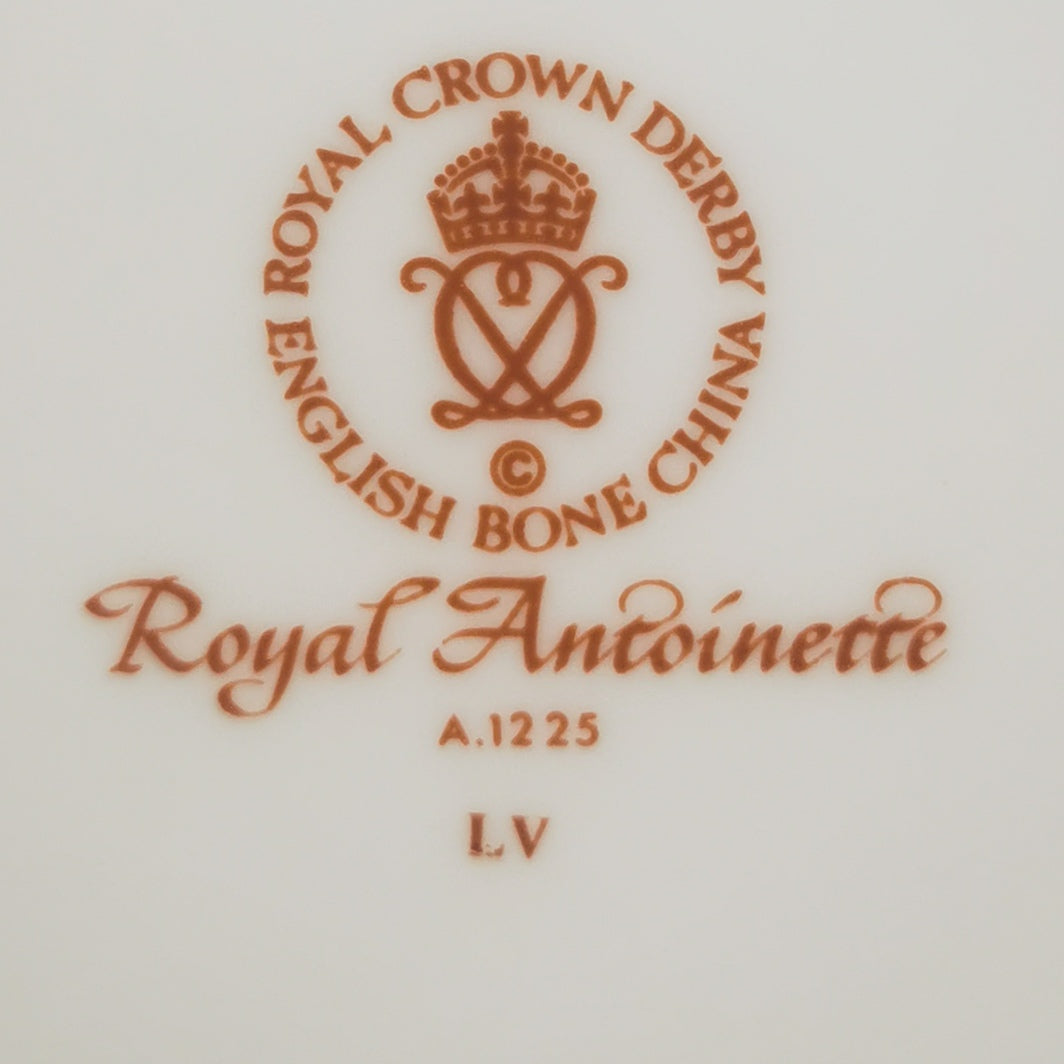 ROYAL CROWN DERBY
©
ENGLISH BONE CHINA
Royal Antoinette
A.1225
LV